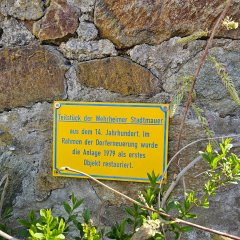 Teilstück der Wehrheimer Stadtmauer
aus dem 14. Jahrhundert. Im
Rahmen der Dorferneuerung wurde
die Anlage 1979 als erstes
Objekt restauriert.